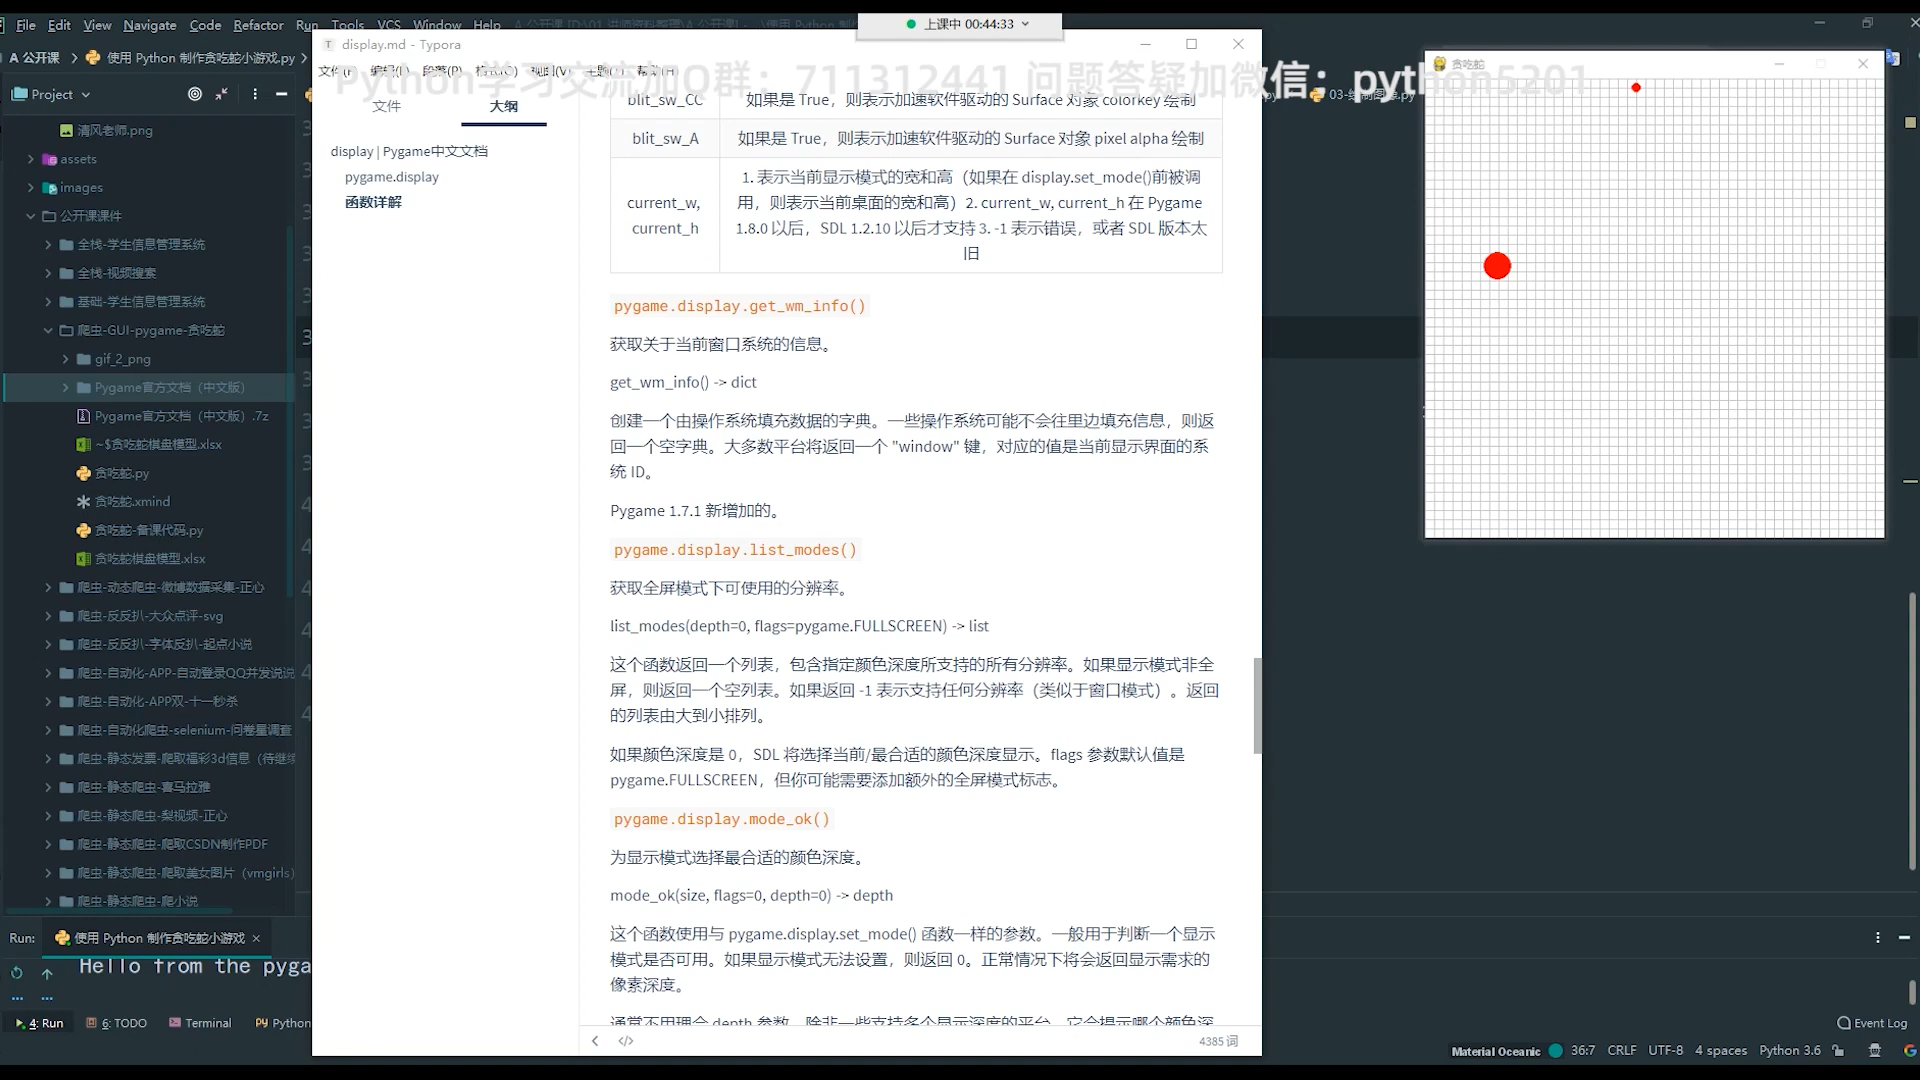 File Edit View Navigate Code Refactor Run Tools VCS Window Help
上课中 00:44:33
A 公开课 使用 Python 制作贪吃蛇小游戏.py
display.md - Typora
贪吃蛇
Python学习交流加Q群：711312441 问题答疑加微信：python5201
Project
文件
大纲
清风老师.png
assets
images
公开课课件
全栈-学生信息管理系统
全栈-视频搜索
基础-学生信息管理系统
爬虫-GUI-pygame-贪吃蛇
gif_2_png
Pygame官方文档（中文版）
Pygame官方文档（中文版）.7z
~$贪吃蛇棋盘模型.xlsx
贪吃蛇.py
贪吃蛇.xmind
贪吃蛇-备课代码.py
贪吃蛇棋盘模型.xlsx
爬虫-动态爬虫-微博数据采集-正心
爬虫-反反扒-大众点评-svg
爬虫-反反扒-字体反扒-起点小说
爬虫-自动化-APP-自动登录QQ并发说说
爬虫-自动化-APP双-十一秒杀
爬虫-自动化爬虫-selenium-问卷星调查
爬虫-静态发票-爬取福彩3d信息（待继续
爬虫-静态爬虫-喜马拉雅
爬虫-静态爬虫-梨视频-正心
爬虫-静态爬虫-爬取CSDN制作PDF
爬虫-静态爬虫-爬取美女图片（vmgirls）
爬虫-静态爬虫-爬小说
display | Pygame中文文档
pygame.display
函数详解
blit_sw_CC 如果是 True，则表示加速软件驱动的 Surface 对象 colorkey 绘制
blit_sw_A 如果是 True，则表示加速软件驱动的 Surface 对象 pixel alpha 绘制
current_w,
current_h
1. 表示当前显示模式的宽和高（如果在 display.set_mode()前被调
用，则表示当前桌面的宽和高）2. current_w, current_h 在 Pygame
1.8.0 以后，SDL 1.2.10 以后才支持 3. -1 表示错误，或者 SDL 版本太
旧
pygame.display.get_wm_info()
获取关于当前窗口系统的信息。
get_wm_info() -> dict
创建一个由操作系统填充数据的字典。一些操作系统可能不会往里边填充信息，则返
回一个空字典。大多数平台将返回一个 "window" 键，对应的值是当前显示界面的系
统 ID。
Pygame 1.7.1 新增加的。
pygame.display.list_modes()
获取全屏模式下可使用的分辨率。
list_modes(depth=0, flags=pygame.FULLSCREEN) -> list
这个函数返回一个列表，包含指定颜色深度所支持的所有分辨率。如果显示模式非全
屏，则返回一个空列表。如果返回 -1 表示支持任何分辨率（类似于窗口模式）。返回
的列表由大到小排列。
如果颜色深度是 0，SDL 将选择当前/最合适的颜色深度显示。flags 参数默认值是
pygame.FULLSCREEN，但你可能需要添加额外的全屏模式标志。
pygame.display.mode_ok()
为显示模式选择最合适的颜色深度。
mode_ok(size, flags=0, depth=0) -> depth
这个函数使用与 pygame.display.set_mode() 函数一样的参数。一般用于判断一个显示
模式是否可用。如果显示模式无法设置，则返回 0。正常情况下将会返回显示需求的
像素深度。
通常不用理会 depth 参数，除非一些支持多个显示深度的平台，它会提示哪个颜色深
4385 词
Run: 使用 Python 制作贪吃蛇小游戏
Hello from the pyga
4: Run 6: TODO Terminal Python
Event Log
Material Oceanic 36:7 CRLF UTF-8 4 spaces Python 3.6